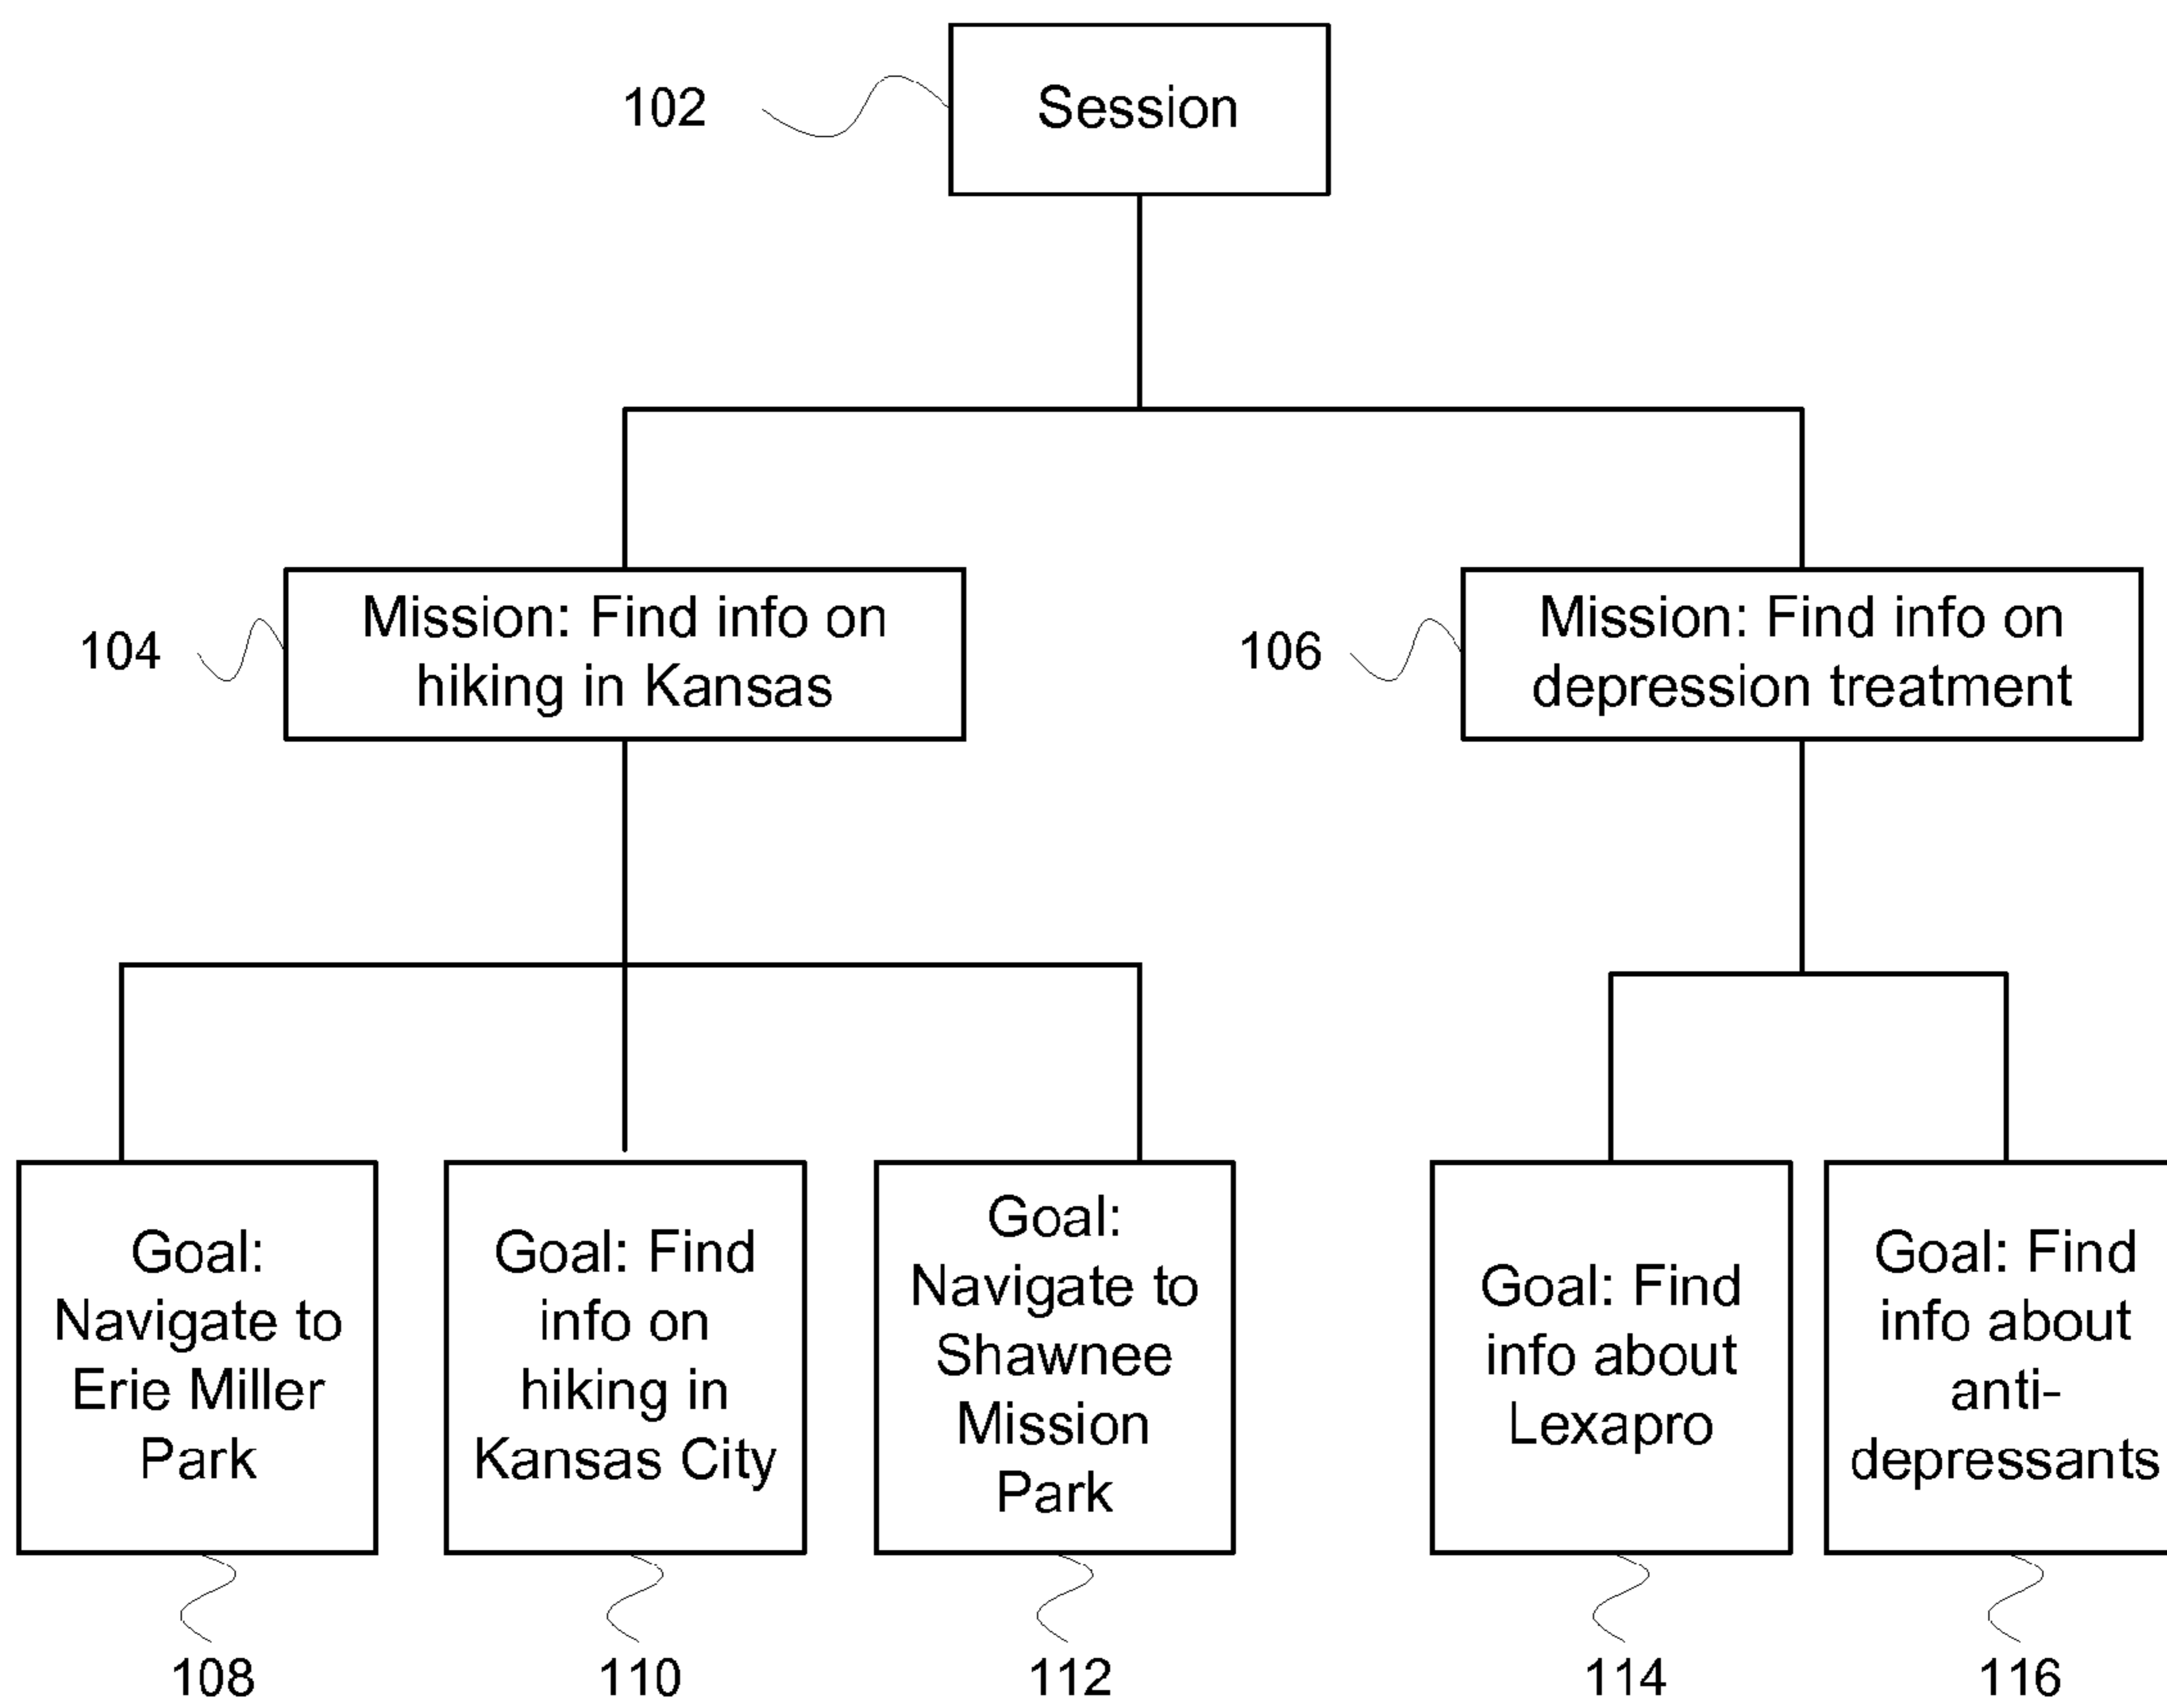 102
Session
104
Mission: Find info on
hiking in Kansas
106
Mission: Find info on
depression treatment
Goal:
Navigate to
Erie Miller
Park
Goal: Find
info on
hiking in
Kansas City
Goal:
Navigate to
Shawnee
Mission
Park
Goal: Find
info about
Lexapro
Goal: Find
info about
anti-
depressants
108
110
112
114
116